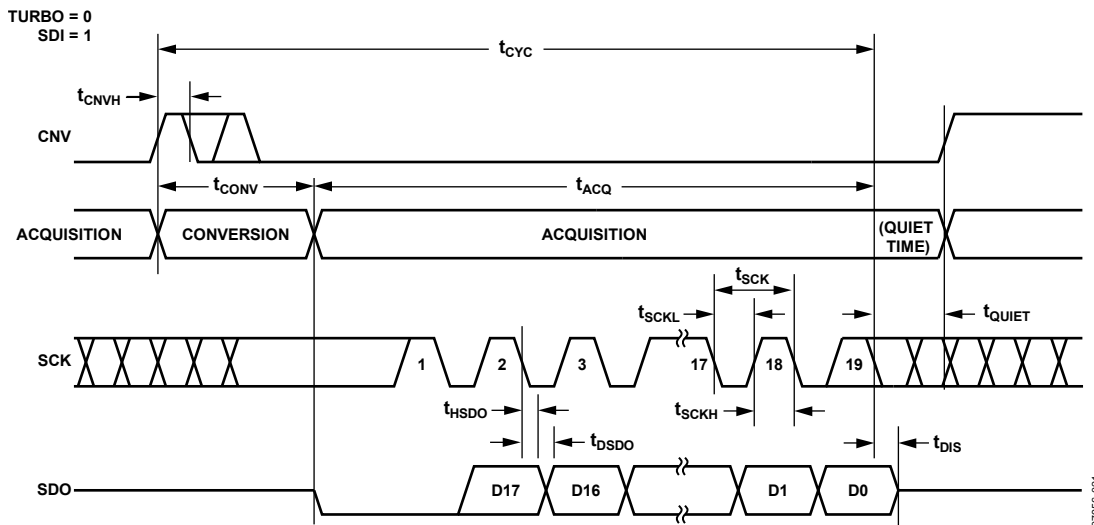 TURBO = 0
SDI = 1
tCYC
tCNVH
CNV
tCONV
tACQ
ACQUISITION
CONVERSION
ACQUISITION
(QUIET
TIME)
tSCK
tSCKL
tQUIET
SCK
1
2
3
17
18
19
tHSDO
tSCKH
tDSDO
tDIS
SDO
D17
D16
D1
D0